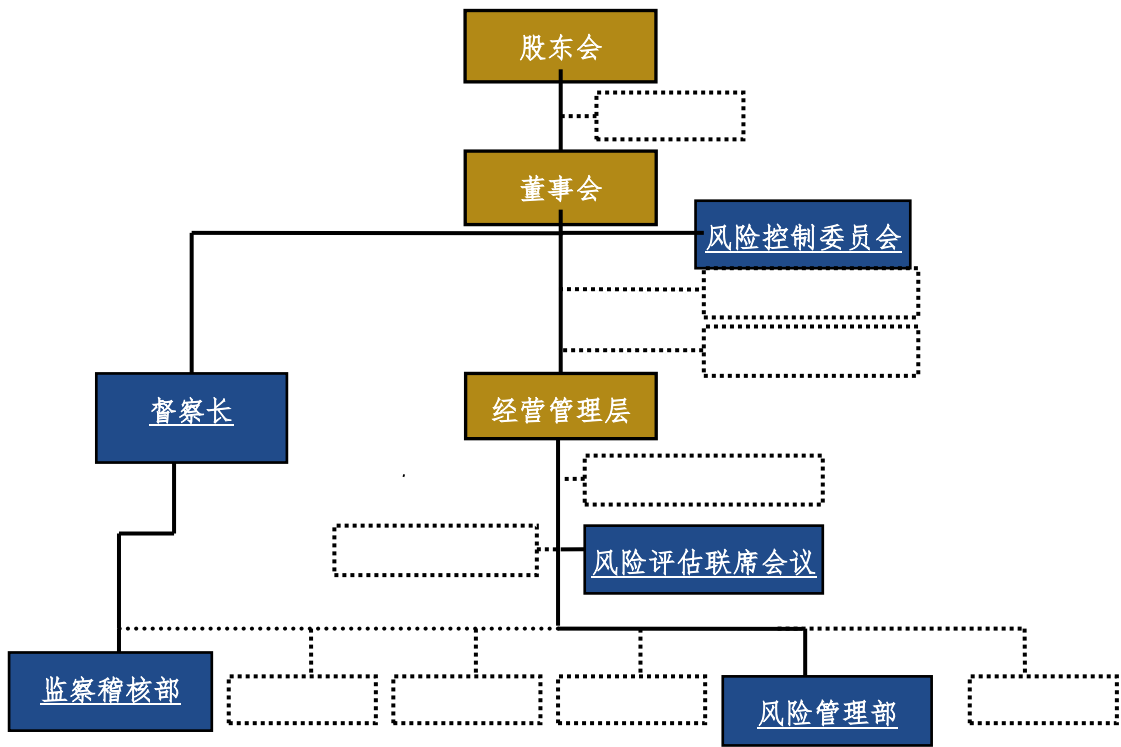 股东会
董事会
风险控制委员会
督察长
经营管理层
风险评估联席会议
监察稽核部
风险管理部